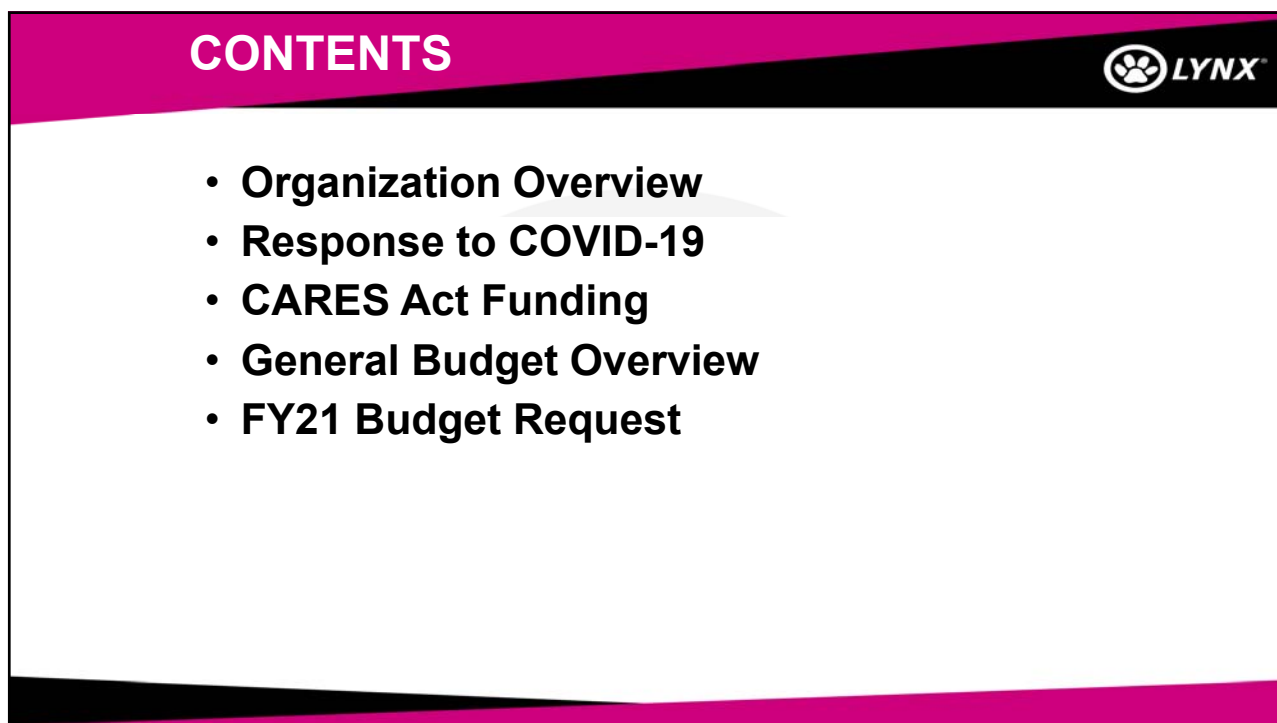 CONTENTS
LYNX®
• Organization Overview
• Response to COVID-19
• CARES Act Funding
• General Budget Overview
• FY21 Budget Request